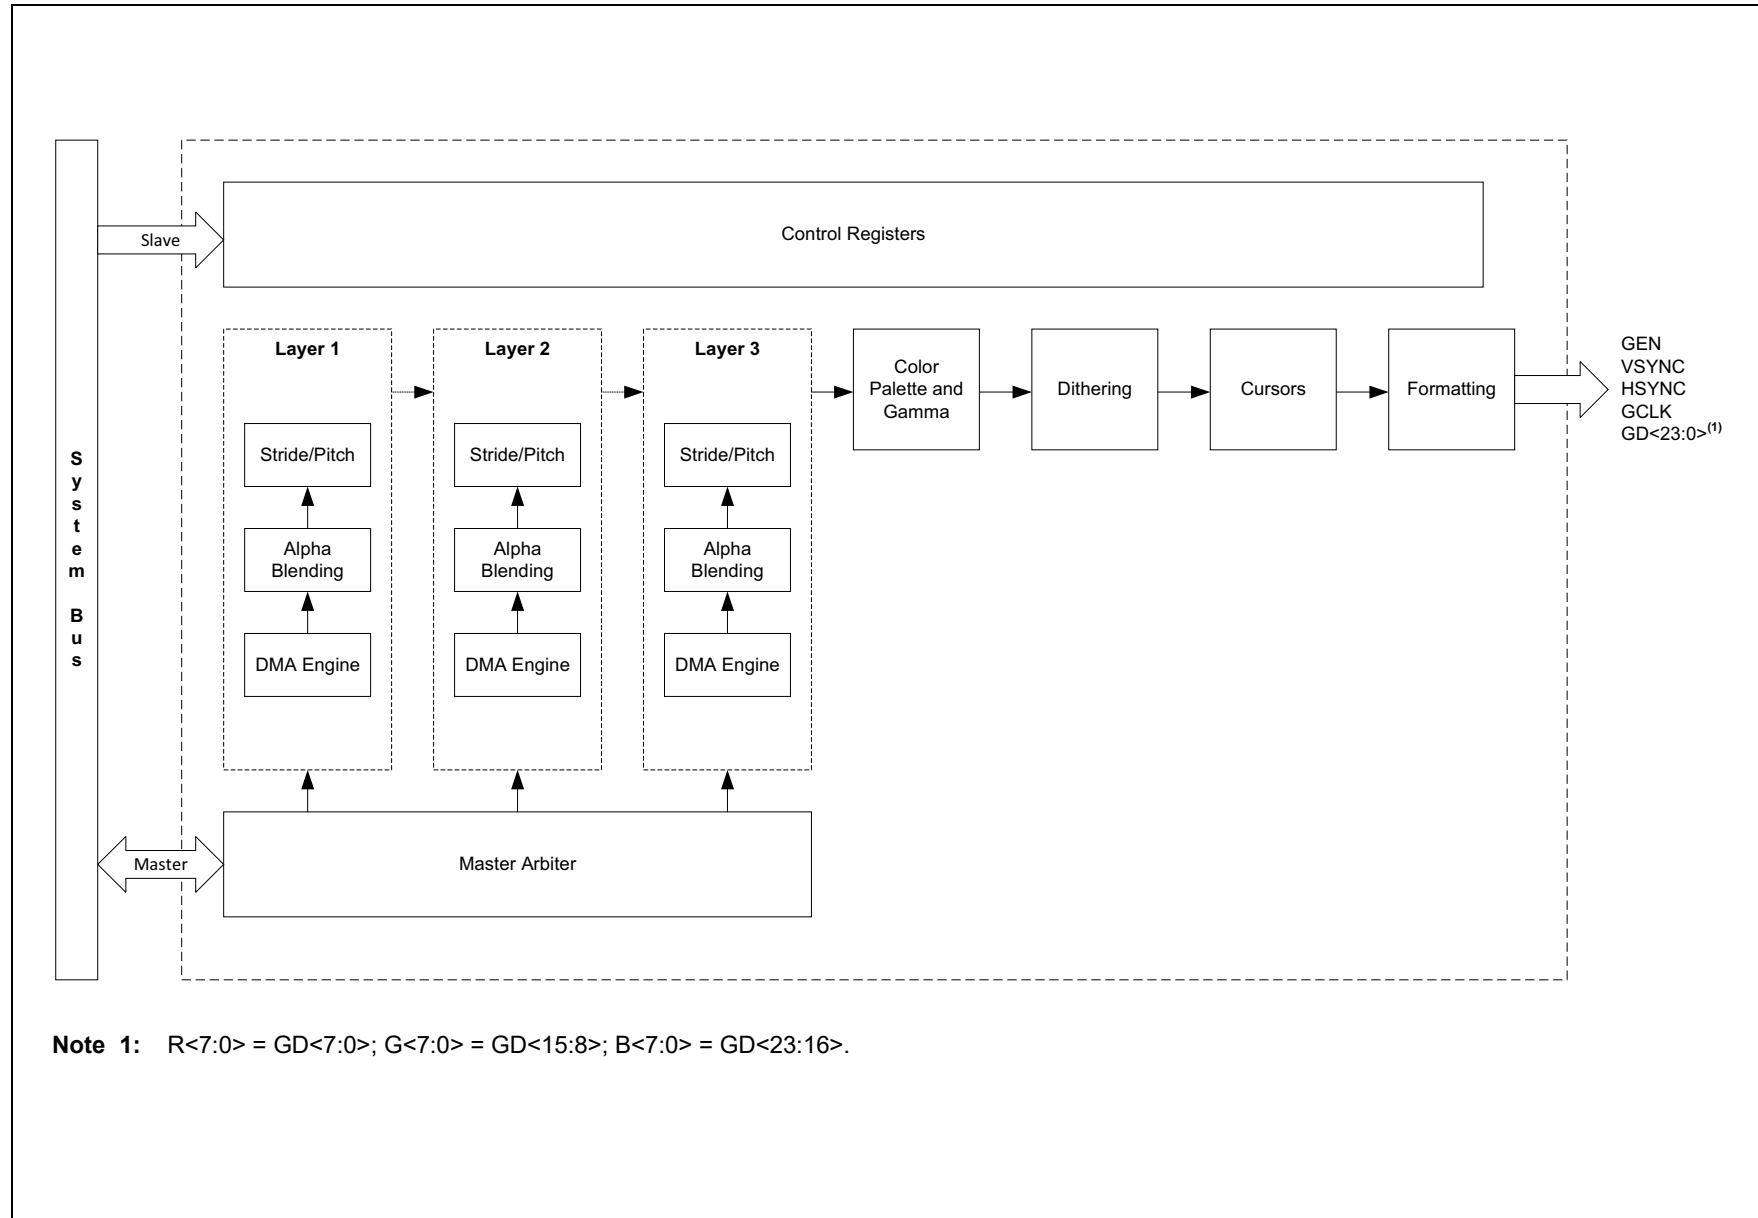 System Bus
Slave
Control Registers
Layer 1
Stride/Pitch
Alpha
Blending
DMA Engine
Layer 2
Stride/Pitch
Alpha
Blending
DMA Engine
Layer 3
Stride/Pitch
Alpha
Blending
DMA Engine
Color
Palette and
Gamma
Dithering
Cursors
Formatting
GEN
VSYNC
HSYNC
GCLK
GD<23:0>(1)
Master
Master Arbiter
Note 1: R<7:0> = GD<7:0>; G<7:0> = GD<15:8>; B<7:0> = GD<23:16>.